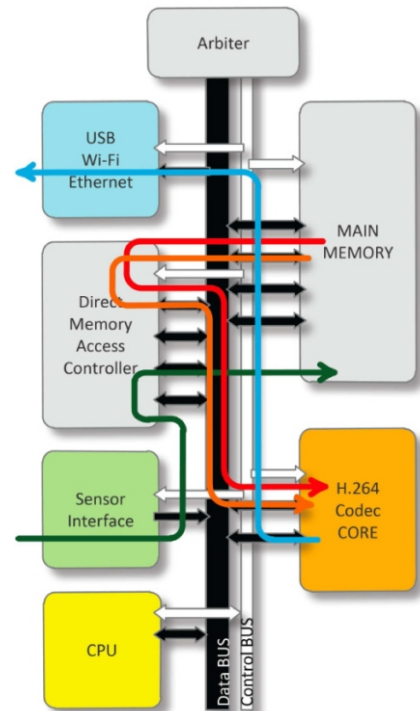 Arbiter
USB
Wi-Fi
Ethernet
MAIN
MEMORY
Direct
Memory
Access
Controller
Sensor
Interface
H.264
Codec
CORE
CPU
Data BUS
Control BUS